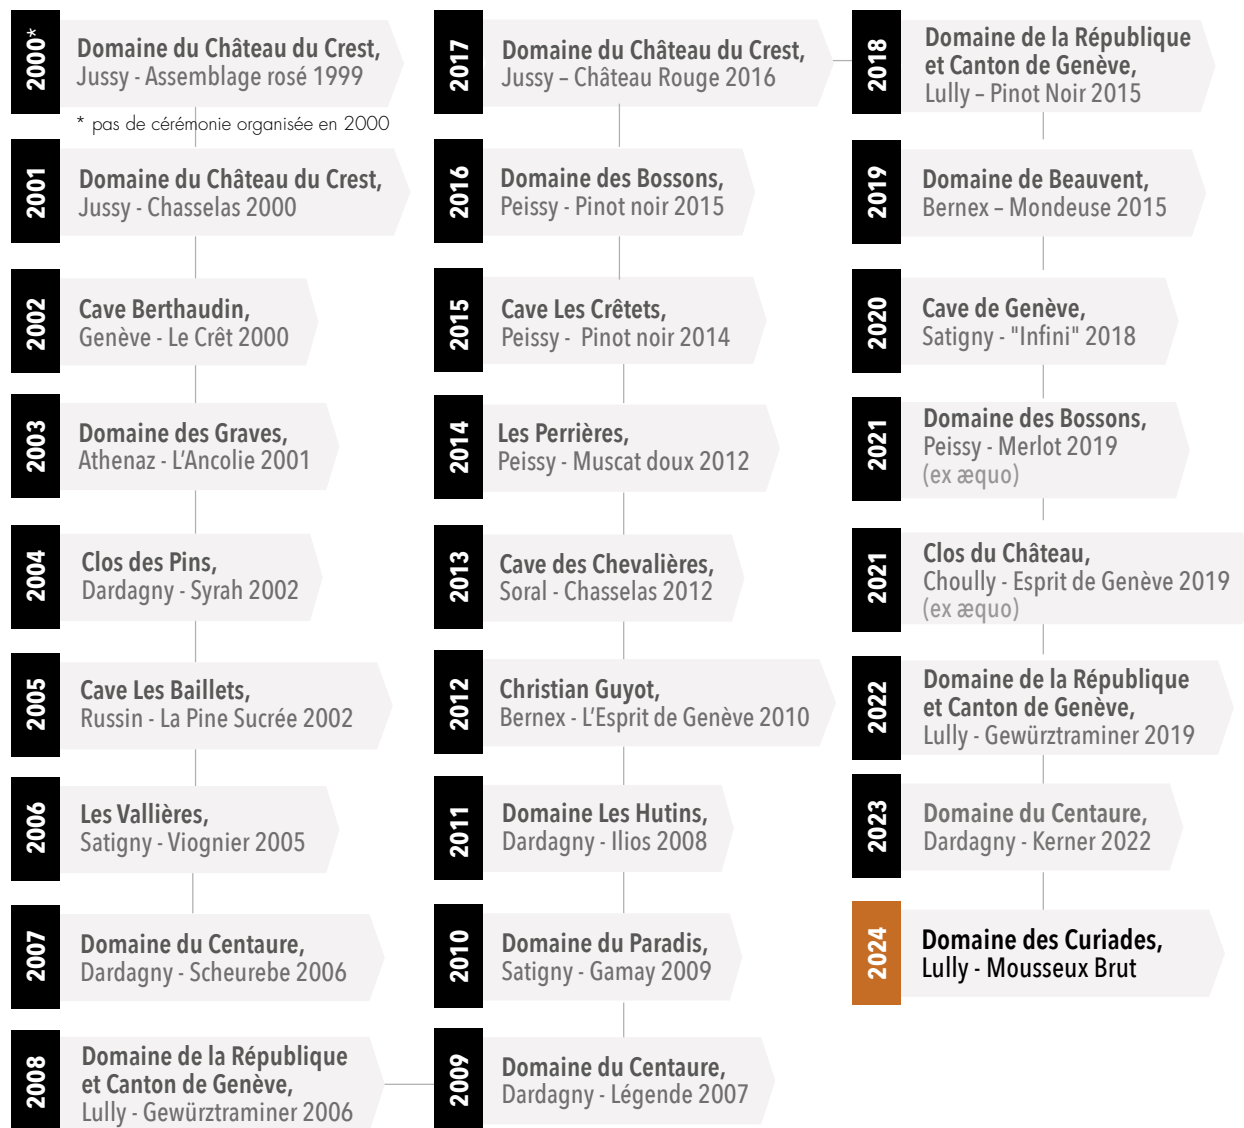 2000*
Domaine du Château du Crest,
Jussy - Assemblage rosé 1999
* pas de cérémonie organisée en 2000
2001
Domaine du Château du Crest,
Jussy - Chasselas 2000
2002
Cave Berthaudin,
Genève - Le Crêt 2000
2003
Domaine des Graves,
Athenaz - L'Ancolie 2001
2004
Clos des Pins,
Dardagny - Syrah 2002
2005
Cave Les Baillets,
Russin - La Pine Sucrée 2002
2006
Les Vallières,
Satigny - Viognier 2005
2007
Domaine du Centaure,
Dardagny - Scheurebe 2006
2008
Domaine de la République
et Canton de Genève,
Lully - Gewürztraminer 2006
2009
Domaine du Centaure,
Dardagny - Légende 2007
2010
Domaine du Paradis,
Satigny - Gamay 2009
2011
Domaine Les Hutins,
Dardagny - Ilios 2008
2012
Christian Guyot,
Bernex - L'Esprit de Genève 2010
2013
Cave des Chevalières,
Soral - Chasselas 2012
2014
Les Perrières,
Peissy - Muscat doux 2012
2015
Cave Les Crêtets,
Peissy - Pinot noir 2014
2016
Domaine des Bossons,
Peissy - Pinot noir 2015
2017
Domaine du Château du Crest,
Jussy – Château Rouge 2016
2018
Domaine de la République
et Canton de Genève,
Lully – Pinot Noir 2015
2019
Domaine de Beauvent,
Bernex – Mondeuse 2015
2020
Cave de Genève,
Satigny - "Infini" 2018
2021
Domaine des Bossons,
Peissy - Merlot 2019
(ex æquo)
2021
Clos du Château,
Choully - Esprit de Genève 2019
(ex æquo)
2022
Domaine de la République
et Canton de Genève,
Lully - Gewürztraminer 2019
2023
Domaine du Centaure,
Dardagny - Kerner 2022
2024
Domaine des Curiades,
Lully - Mousseux Brut